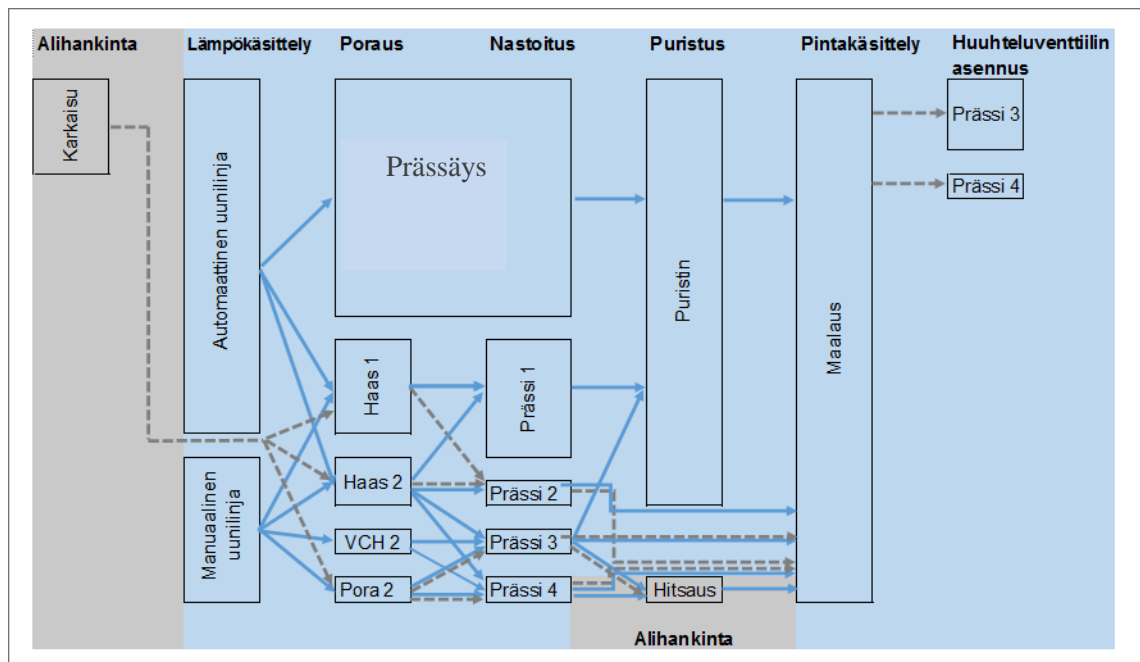 Alihankinta
Lämpökäsittely
Poraus
Nastoitus
Puristus
Pintakäsittely
Huuhteluventtiilin
asennus
Karkaisu
Automaattinen uunilinja
Prässäys
Puristin
Maalaus
Prässi 3
Prässi 4
Haas 1
Prässi 1
Manuaalinen
uunilinja
Haas 2
Prässi 2
VCH 2
Prässi 3
Pora 2
Prässi 4
Hitsaus
Alihankinta